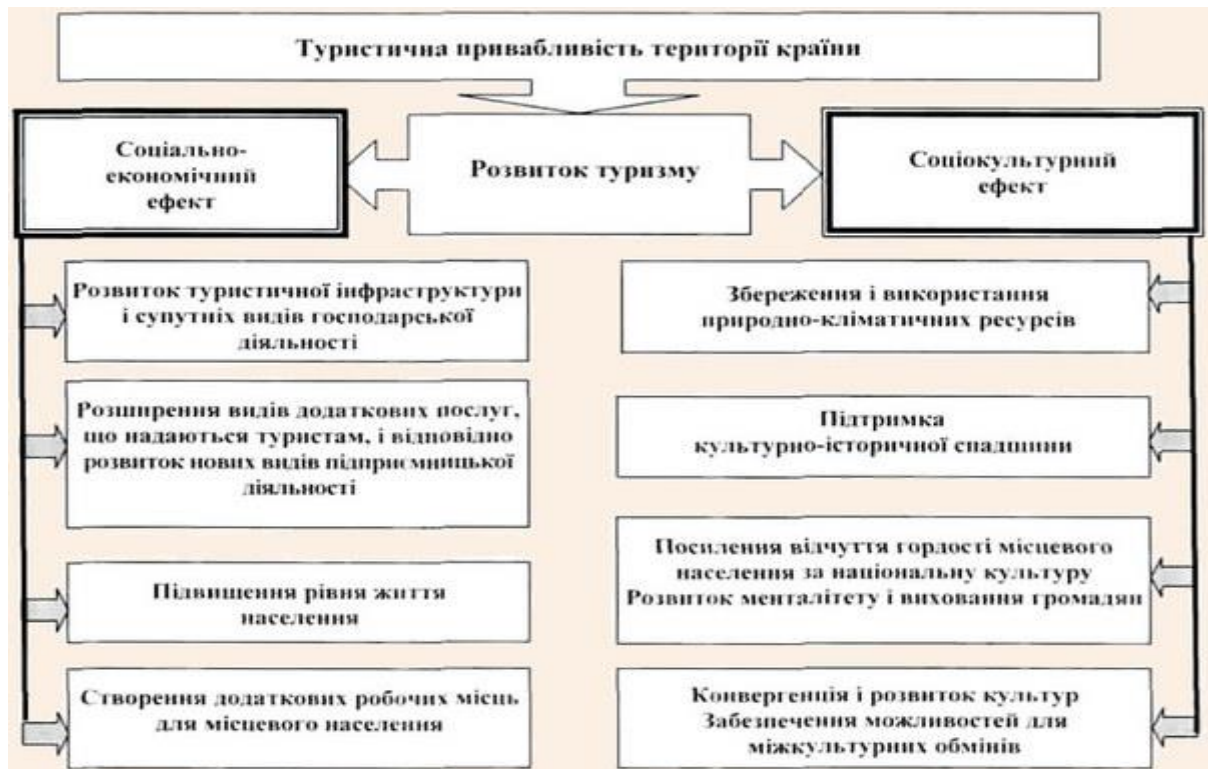 Туристична привабливість території країни
Соціально-
економічний
ефект
Розвиток туризму
Соціокультурний
ефект
Розвиток туристичної інфраструктури
і супутніх видів господарської
діяльності
Розширення видів додаткових послуг,
що надаються туристам, і відповідно
розвиток нових видів підприємницької
діяльності
Підвищення рівня життя
населення
Створення додаткових робочих місць
для місцевого населення
Збереження і використання
природно-кліматичних ресурсів
Підтримка
культурно-історичної спадщини
Посилення відчуття гордості місцевого
населення за національну культуру
Розвиток менталітету і виховання громадян
Конвергенція і розвиток культур
Забезпечення можливостей для
міжкультурних обмінів